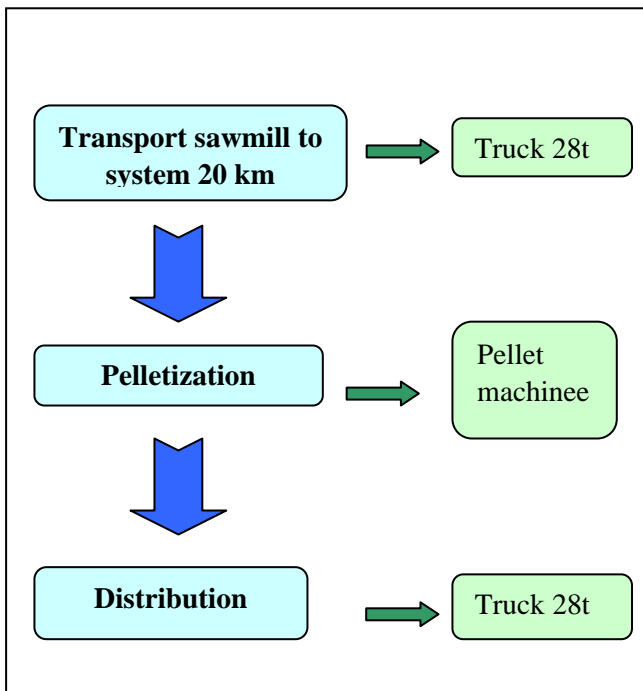 Transport sawmill to
system 20 km
Truck 28t
Pelletization
Pellet
machinee
Distribution
Truck 28t